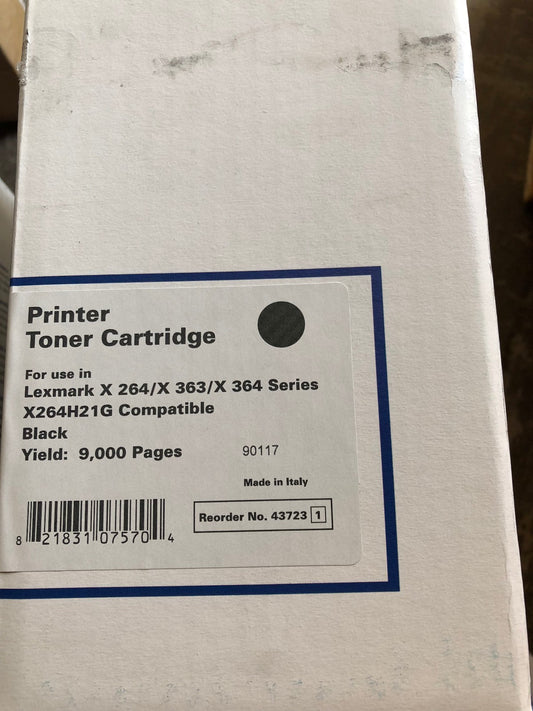 Printer
Toner Cartridge
For use in
Lexmark X 264/X 363/X 364 Series
X264H21G Compatible
Black
Yield: 9,000 Pages
90117
Made in Italy
Reorder No. 43723 1
8 21831 07570 4